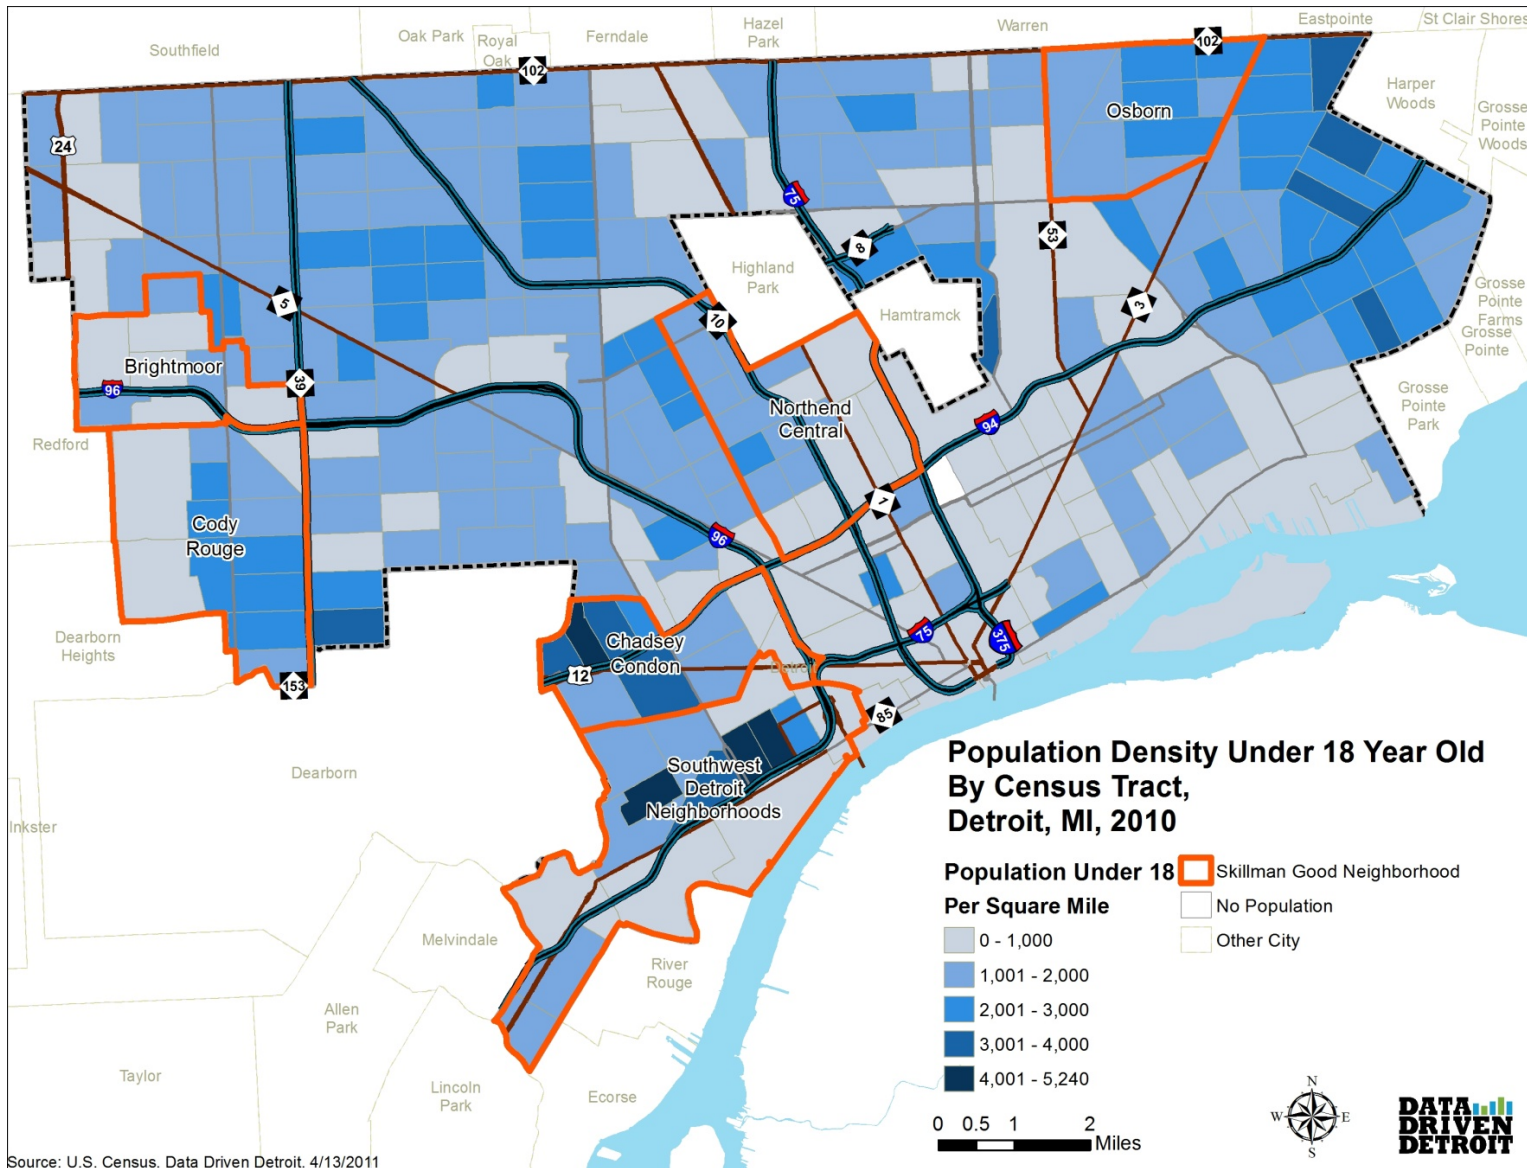 Southfield
Oak Park
Royal
Oak
Ferndale
Hazel
Park
Warren
Eastpointe
St Clair Shores
102
102
Harper
Woods
Grosse
Pointe
Woods
Osborn
24
75
53
8
Highland
Park
Hamtramck
5
10
3
Grosse
Pointe
Farms
Grosse
Pointe
Brightmoor
96
39
Grosse
Pointe
Park
Northend
Central
94
Redford
1
Cody
Rouge
96
Dearborn
Heights
Chadsey
Condon
75
375
12
Detroit
153
85
Dearborn
Southwest
Detroit
Neighborhoods
Inkster
Melvindale
River
Rouge
Allen
Park
Taylor
Lincoln
Park
Ecorse
Population Density Under 18 Year Old
By Census Tract,
Detroit, MI, 2010
Population Under 18
Per Square Mile
0 - 1,000
1,001 - 2,000
2,001 - 3,000
3,001 - 4,000
4,001 - 5,240
Skillman Good Neighborhood
No Population
Other City
0 0.5 1 2
Miles
N
W E
S
DATA
DRIVEN
DETROIT
Source: U.S. Census. Data Driven Detroit. 4/13/2011